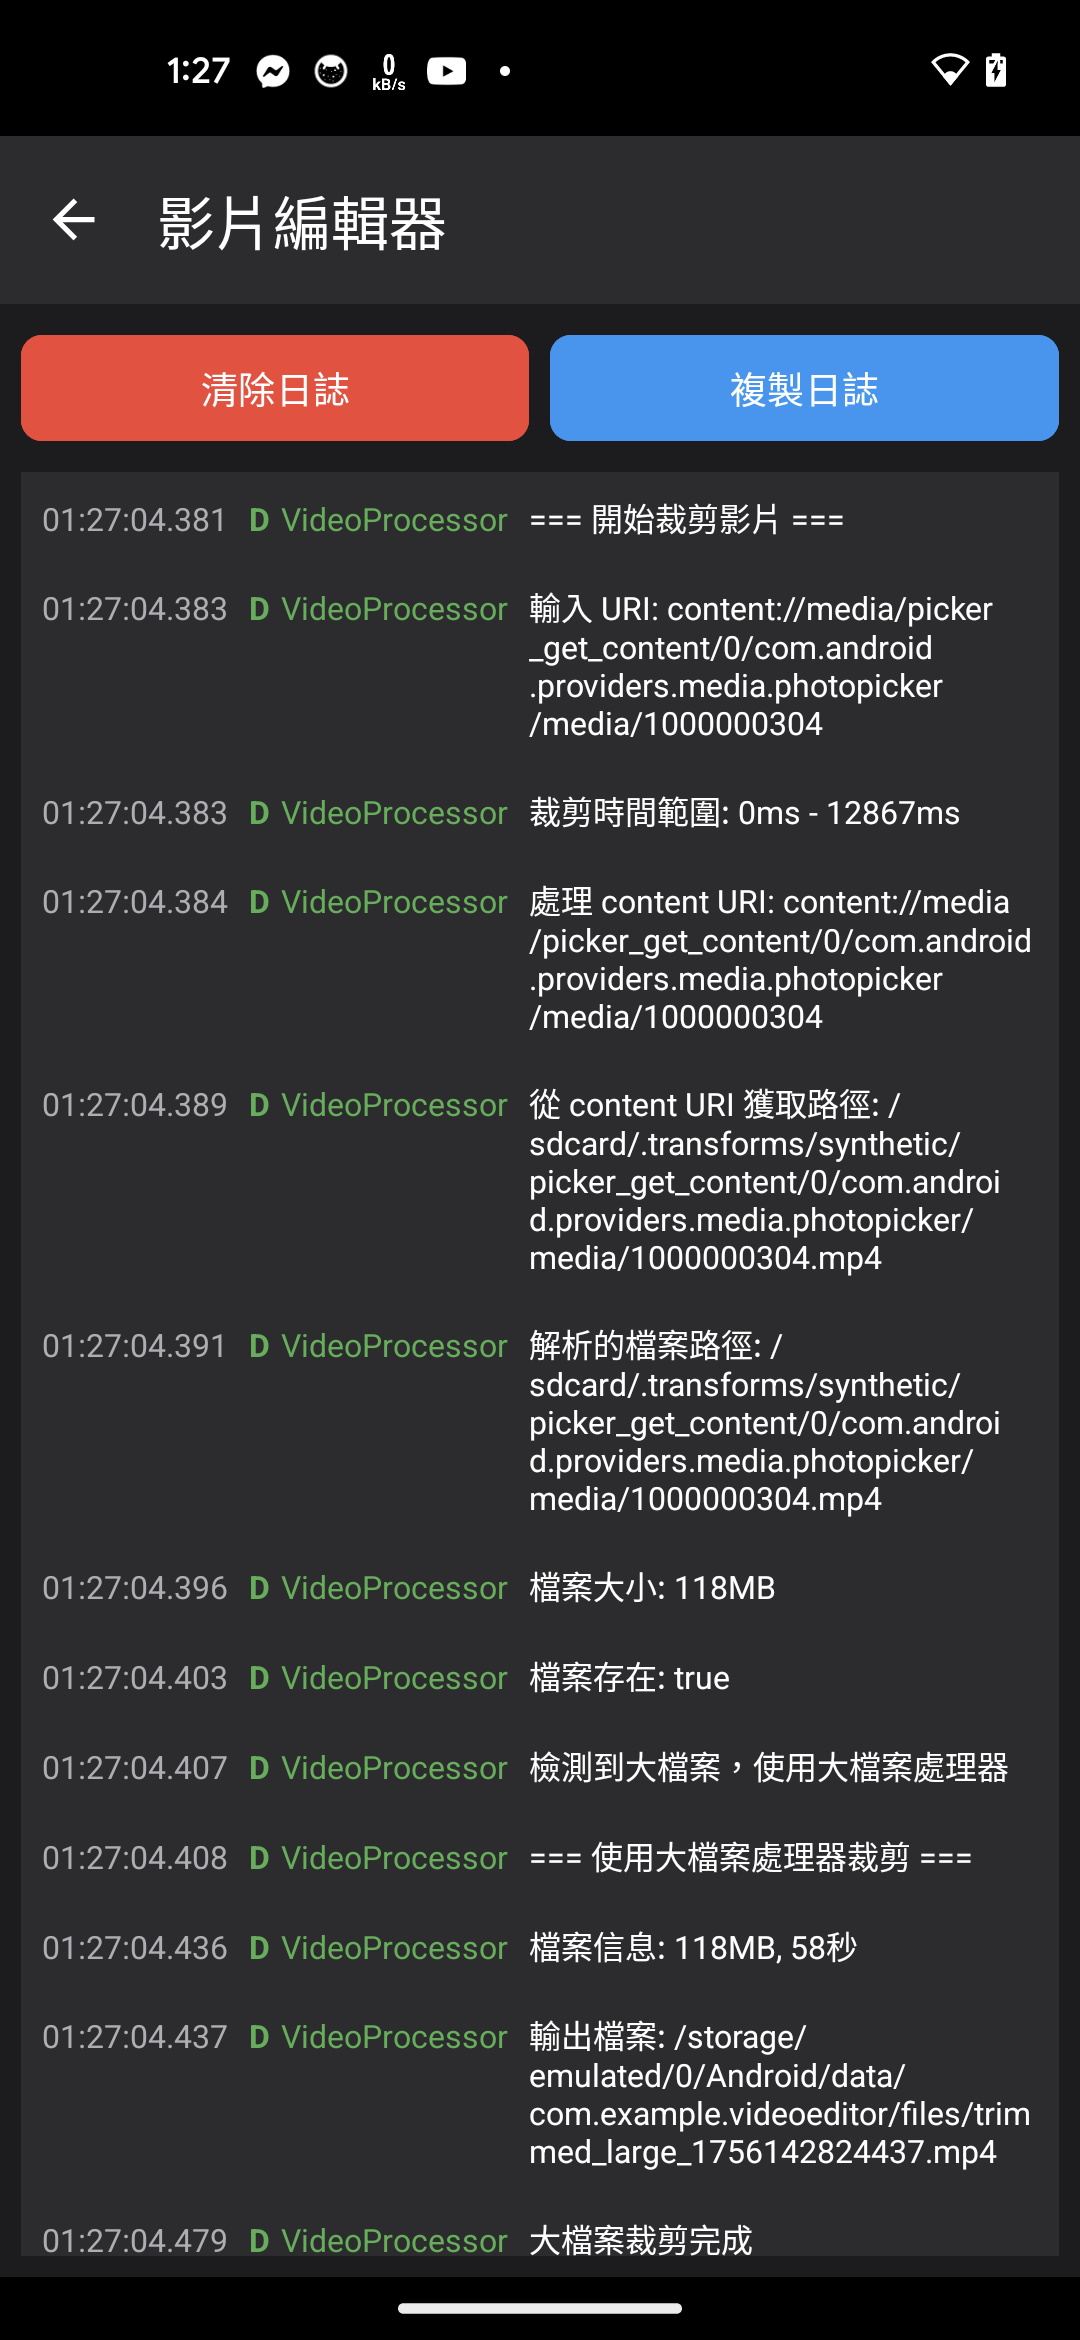 1:27 0 kB/s
影片編輯器
清除日誌 複製日誌
01:27:04.381 D VideoProcessor === 開始裁剪影片 ===
01:27:04.383 D VideoProcessor 輸入 URI: content://media/picker
_get_content/0/com.android
.providers.media.photopicker
/media/1000000304
01:27:04.383 D VideoProcessor 裁剪時間範圍: 0ms - 12867ms
01:27:04.384 D VideoProcessor 處理 content URI: content://media
/picker_get_content/0/com.android
.providers.media.photopicker
/media/1000000304
01:27:04.389 D VideoProcessor 從 content URI 獲取路徑: /
sdcard/.transforms/synthetic/
picker_get_content/0/com.androi
d.providers.media.photopicker/
media/1000000304.mp4
01:27:04.391 D VideoProcessor 解析的檔案路徑: /
sdcard/.transforms/synthetic/
picker_get_content/0/com.androi
d.providers.media.photopicker/
media/1000000304.mp4
01:27:04.396 D VideoProcessor 檔案大小: 118MB
01:27:04.403 D VideoProcessor 檔案存在: true
01:27:04.407 D VideoProcessor 檢測到大檔案，使用大檔案處理器
01:27:04.408 D VideoProcessor === 使用大檔案處理器裁剪 ===
01:27:04.436 D VideoProcessor 檔案信息: 118MB, 58秒
01:27:04.437 D VideoProcessor 輸出檔案: /storage/
emulated/0/Android/data/
com.example.videoeditor/files/trim
med_large_1756142824437.mp4
01:27:04.479 D VideoProcessor 大檔案裁剪完成